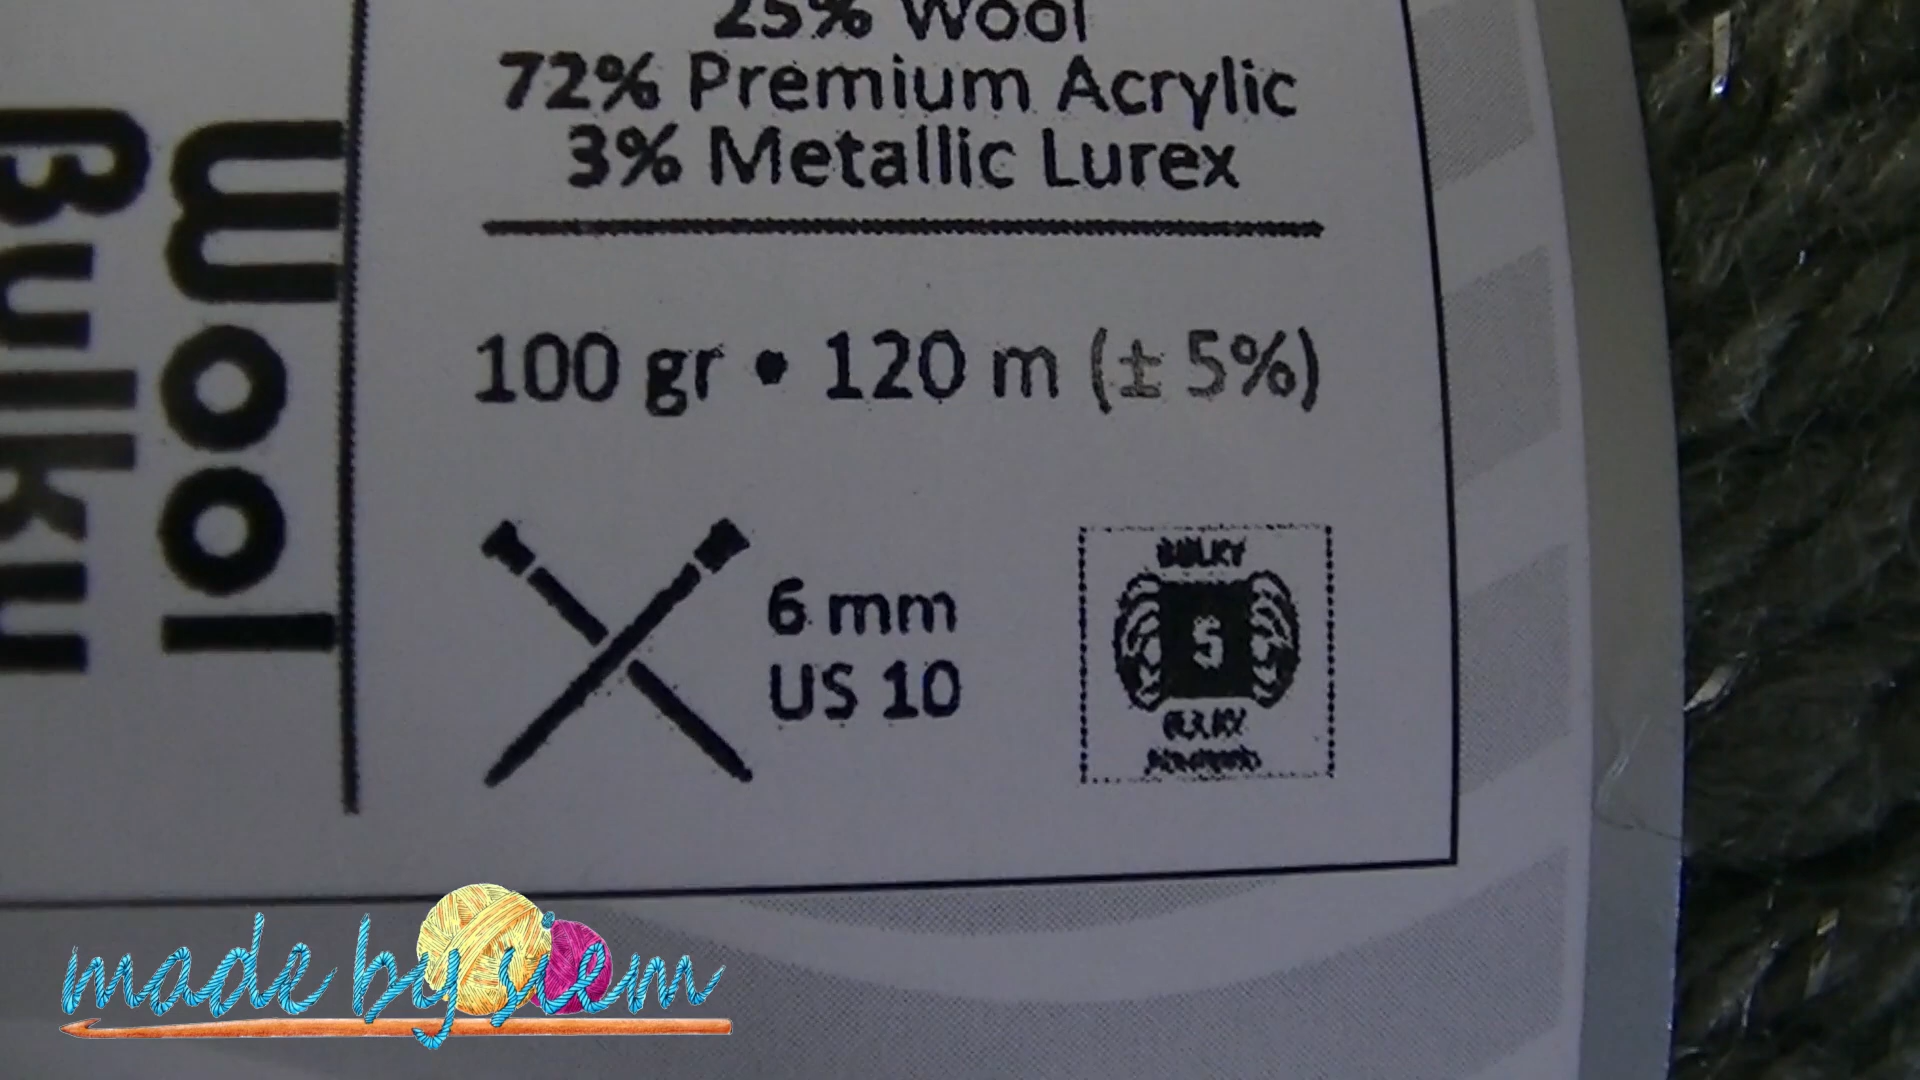 25% Wool
72% Premium Acrylic
3% Metallic Lurex
100 gr • 120 m (± 5%)
6 mm
US 10
BULKY
5
BULKY
Wool
Bulky
made by siem